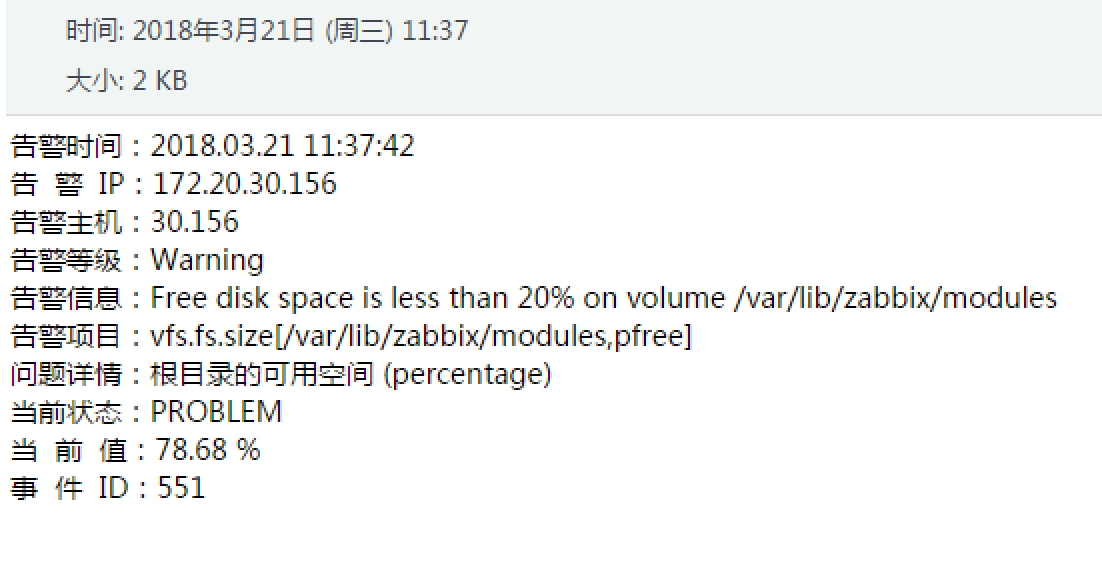 时间: 2018年3月21日 (周三) 11:37
大小: 2 KB
告警时间：2018.03.21 11:37:42
告 警 IP：172.20.30.156
告警主机：30.156
告警等级：Warning
告警信息：Free disk space is less than 20% on volume /var/lib/zabbix/modules
告警项目：vfs.fs.size[/var/lib/zabbix/modules,pfree]
问题详情：根目录的可用空间 (percentage)
当前状态：PROBLEM
当 前 值：78.68 %
事 件 ID：551